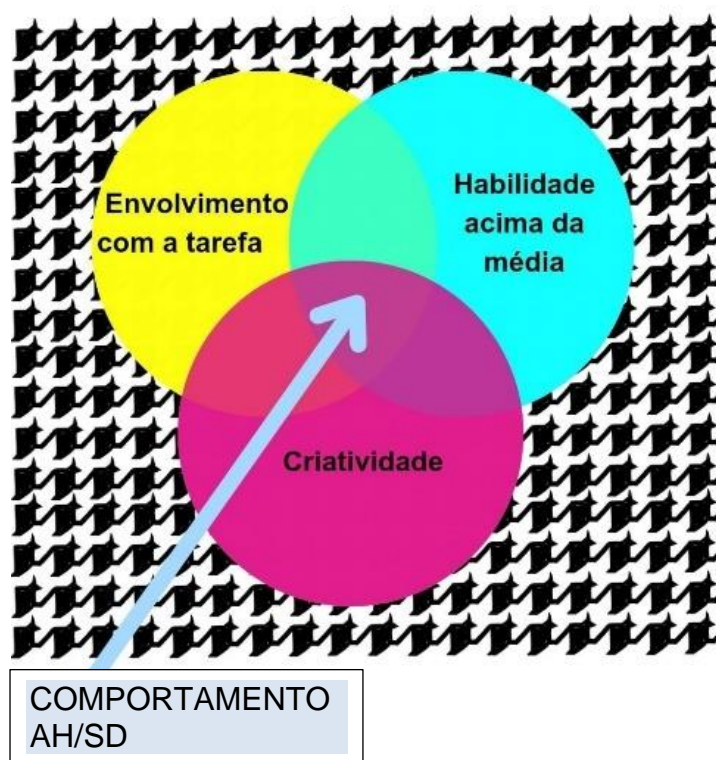 Envolvimento
com a tarefa
Habilidade
acima da
média
Criatividade
COMPORTAMENTO
AH/SD